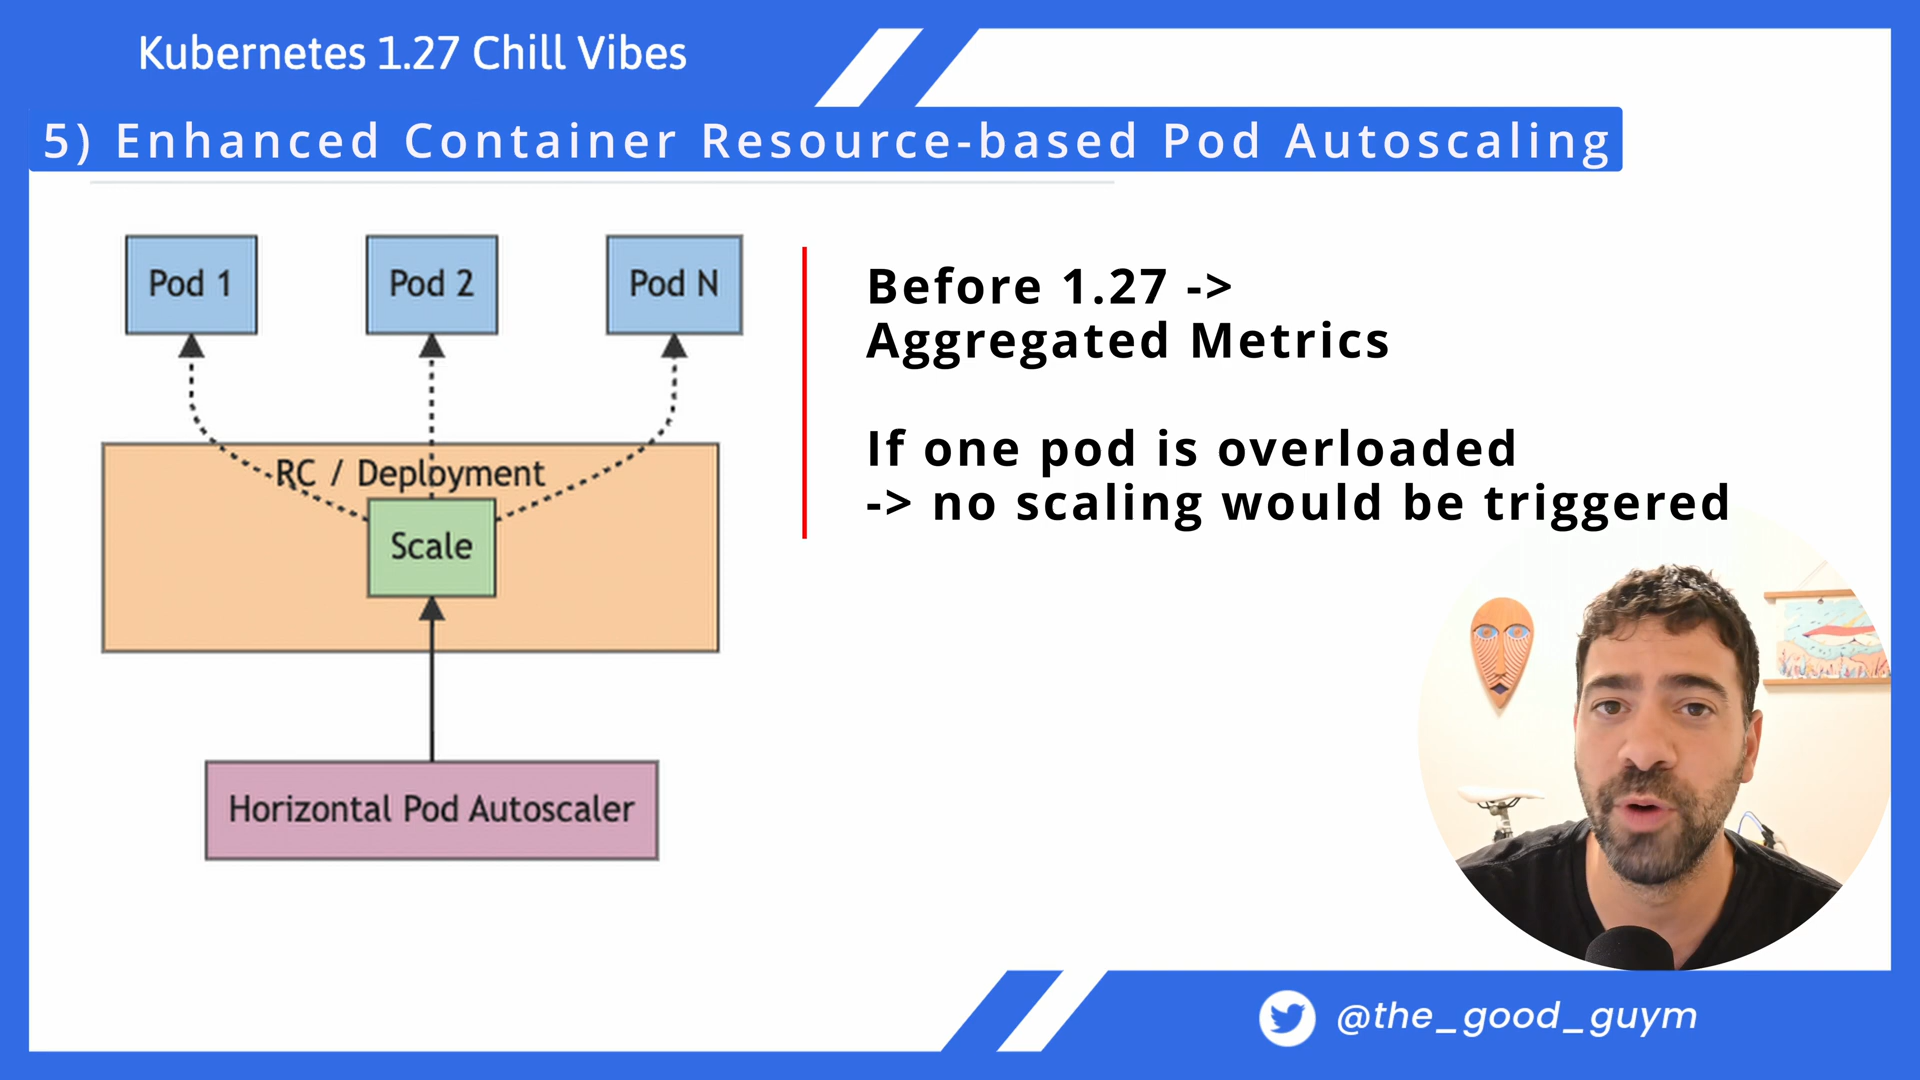 Kubernetes 1.27 Chill Vibes
5) Enhanced Container Resource-based Pod Autoscaling
Pod 1
Pod 2
Pod N
RC / Deployment
Scale
Horizontal Pod Autoscaler
Before 1.27 ->
Aggregated Metrics
If one pod is overloaded
-> no scaling would be triggered
@the_good_guym